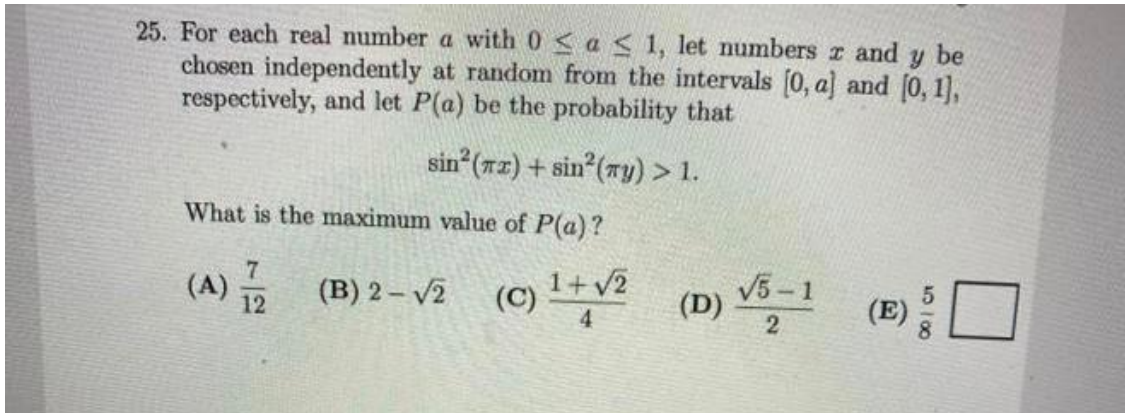 25. For each real number a with 0 ≤ a ≤ 1, let numbers x and y be
chosen independently at random from the intervals [0, a] and [0, 1],
respectively, and let P(a) be the probability that
sin²(πx) + sin²(πy) > 1.
What is the maximum value of P(a)?
(A) 7/12 (B) 2 − √2 (C) (1 + √2)/4 (D) (√5 − 1)/2 (E) 5/8